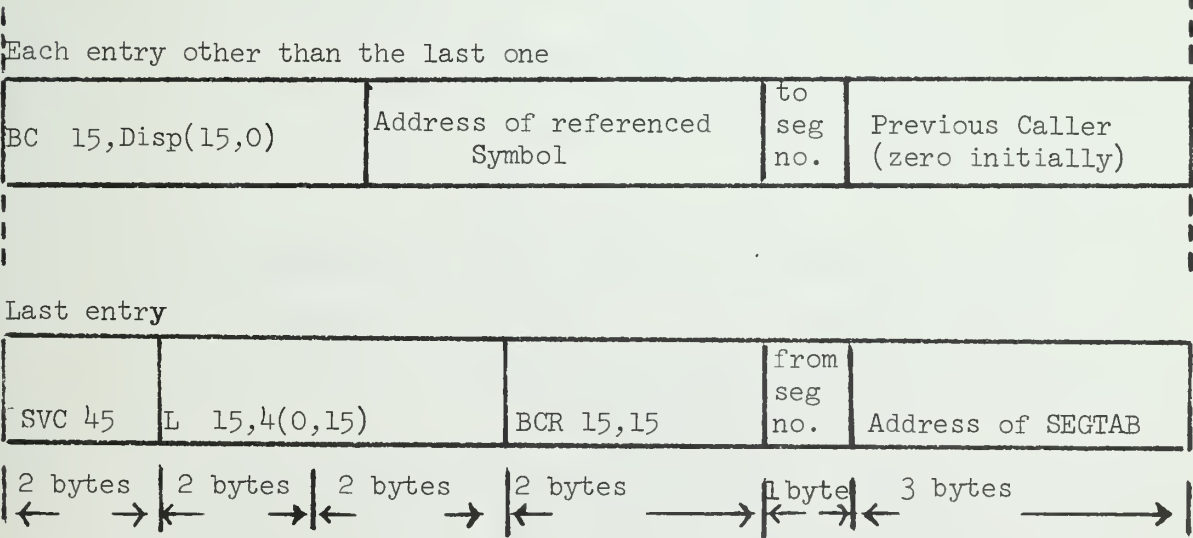 Each entry other than the last one
BC 15,Disp(15,0)
Address of referenced
Symbol
to
seg
no.
Previous Caller
(zero initially)
Last entry
SVC 45
L 15,4(0,15)
BCR 15,15
from
seg
no.
Address of SEGTAB
2 bytes
2 bytes
2 bytes
2 bytes
1 byte
3 bytes